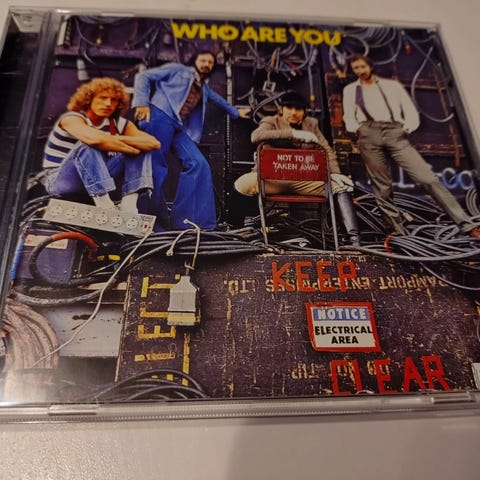 WHO ARE YOU
NOT TO BE
TAKEN AWAY
KEEP
NOTICE
ELECTRICAL
AREA
CLEAR